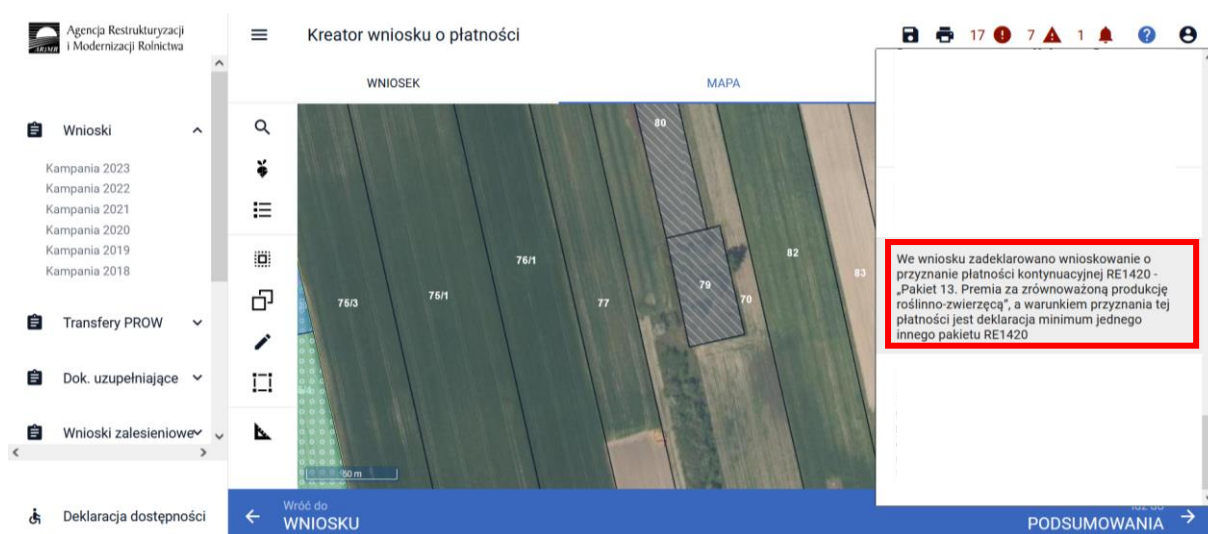 Agencja Restrukturyzacji
i Modernizacji Rolnictwa
ARiMR
Kreator wniosku o płatności
17
7
1
WNIOSEK
MAPA
Wnioski
Kampania 2023
Kampania 2022
Kampania 2021
Kampania 2020
Kampania 2019
Kampania 2018
Transfery PROW
Dok. uzupełniające
Wnioski zalesieniowe
Deklaracja dostępności
80
76/1
82
83
75/3
75/1
77
79
70
50 m
We wniosku zadeklarowano wnioskowanie o
przyznanie płatności kontynuacyjnej RE1420 -
„Pakiet 13. Premia za zrównoważoną produkcję
roślinno-zwierzęcą”, a warunkiem przyznania tej
płatności jest deklaracja minimum jednego
innego pakietu RE1420
Wróć do
WNIOSKU
PODSUMOWANIA